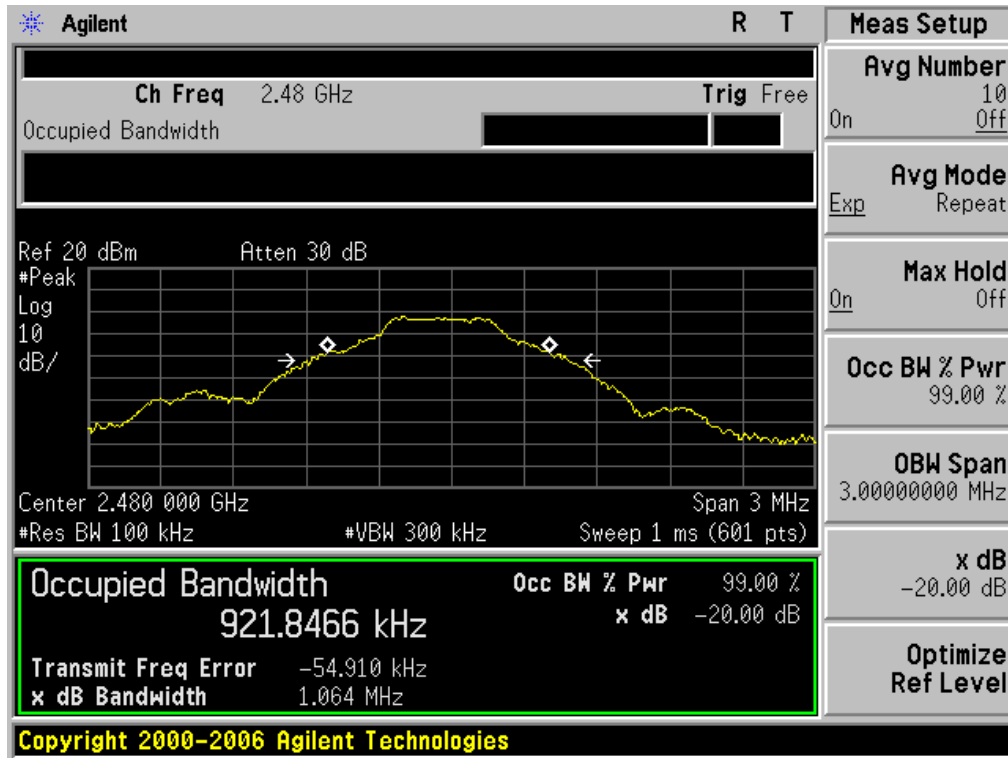 Agilent R T
Ch Freq 2.48 GHz Trig Free
Occupied Bandwidth
Ref 20 dBm Atten 30 dB
#Peak
Log
10
dB/
Center 2.480 000 GHz Span 3 MHz
#Res BW 100 kHz #VBW 300 kHz Sweep 1 ms (601 pts)
Occupied Bandwidth Occ BW % Pwr 99.00 %
921.8466 kHz x dB -20.00 dB
Transmit Freq Error -54.910 kHz
x dB Bandwidth 1.064 MHz
Copyright 2000-2006 Agilent Technologies
Meas Setup
Avg Number
10
On Off
Avg Mode
Exp Repeat
Max Hold
On Off
Occ BW % Pwr
99.00 %
OBW Span
3.00000000 MHz
x dB
-20.00 dB
Optimize
Ref Level